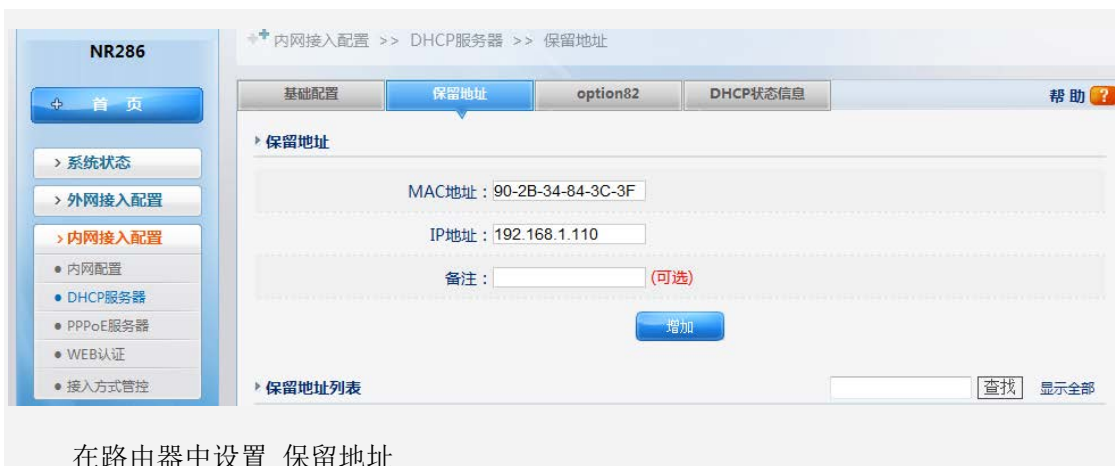 NR286
内网接入配置 >> DHCP服务器 >> 保留地址
首 页
基础配置
保留地址
option82
DHCP状态信息
帮 助
?
保留地址
> 系统状态
> 外网接入配置
> 内网接入配置
内网配置
DHCP服务器
PPPoE服务器
WEB认证
接入方式管控
MAC地址：90-2B-34-84-3C-3F
IP地址：192.168.1.110
备注：
(可选)
增加
保留地址列表
查找
显示全部
在路由器中设置 保留地址